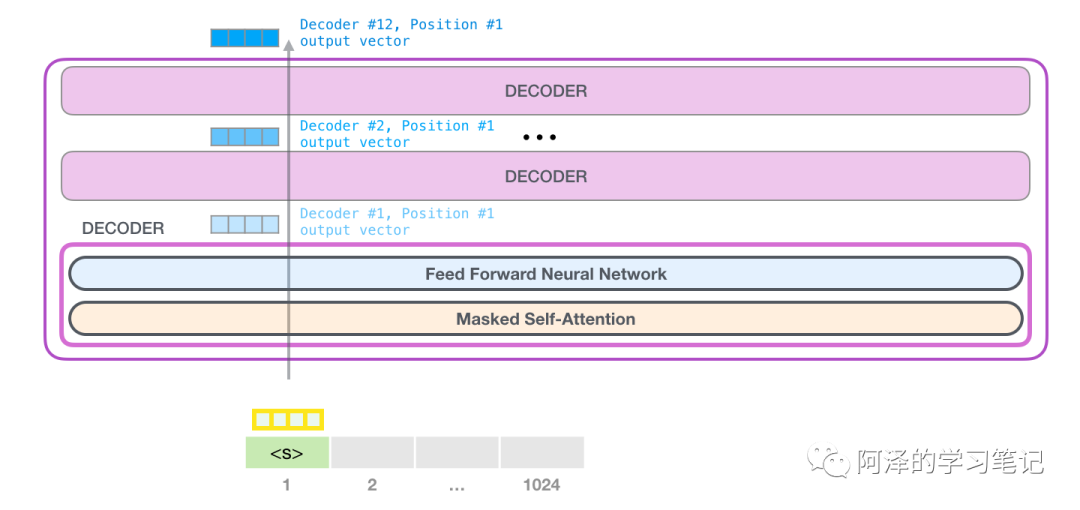 Decoder #12, Position #1
output vector
DECODER
Decoder #2, Position #1
output vector
...
DECODER
Decoder #1, Position #1
output vector
DECODER
Feed Forward Neural Network
Masked Self-Attention
<S>
1 2 ... 1024
阿泽的学习笔记